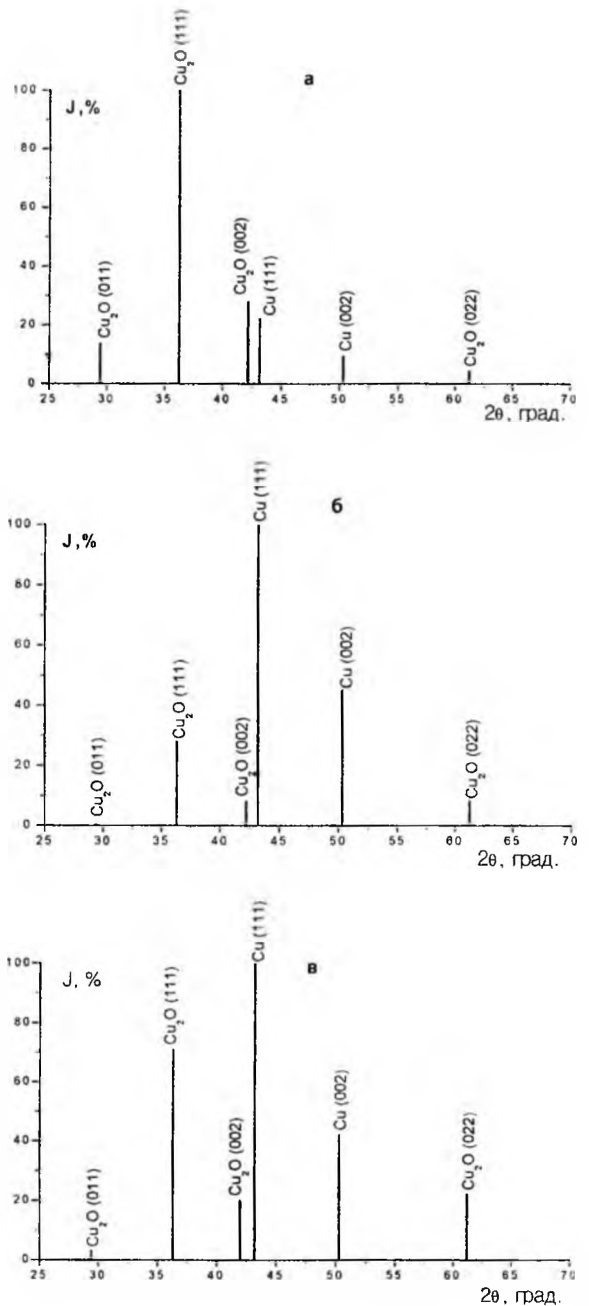 а
J,%
Cu₂O (011)
Cu₂O (111)
Cu₂O (002)
Cu (111)
Cu (002)
Cu₂O (022)
100
80
60
40
20
0
25 30 35 40 45 50 55 60 65 70
2θ, град.
б
J,%
Cu₂O (011)
Cu₂O (111)
Cu₂O (002)
Cu (111)
Cu (002)
Cu₂O (022)
100
80
60
40
20
0
25 30 35 40 45 50 55 60 65 70
2θ, град.
в
J, %
Cu₂O (011)
Cu₂O (111)
Cu₂O (002)
Cu (111)
Cu (002)
Cu₂O (022)
100
80
60
40
20
0
25 30 35 40 45 50 55 60 65 70
2θ, град.